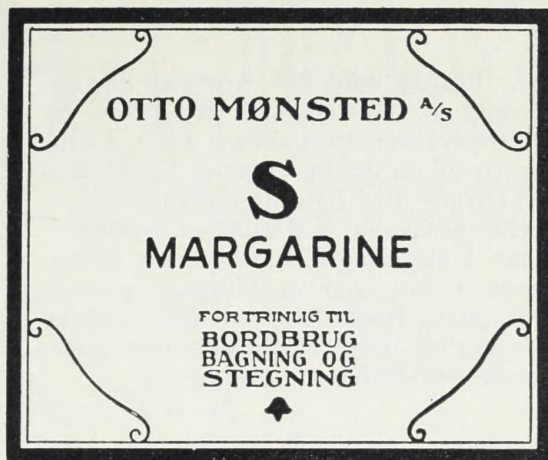 OTTO MØNSTED A/S
S
MARGARINE
FORTRINLIG TIL
BORDBRUG
BAGNING OG
STEGNING